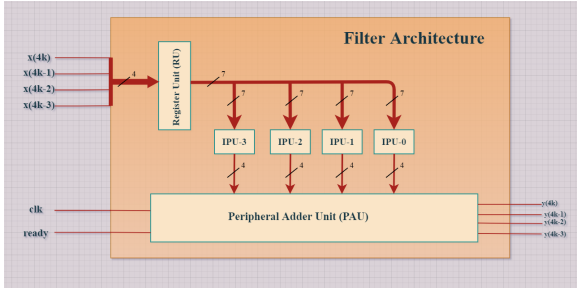 Filter Architecture
x(4k)
x(4k-1)
x(4k-2)
x(4k-3)
4
Register Unit (RU)
7
7
7
7
7
IPU-3
IPU-2
IPU-1
IPU-0
4
4
4
4
clk
ready
Peripheral Adder Unit (PAU)
y(4k)
y(4k-1)
y(4k-2)
y(4k-3)